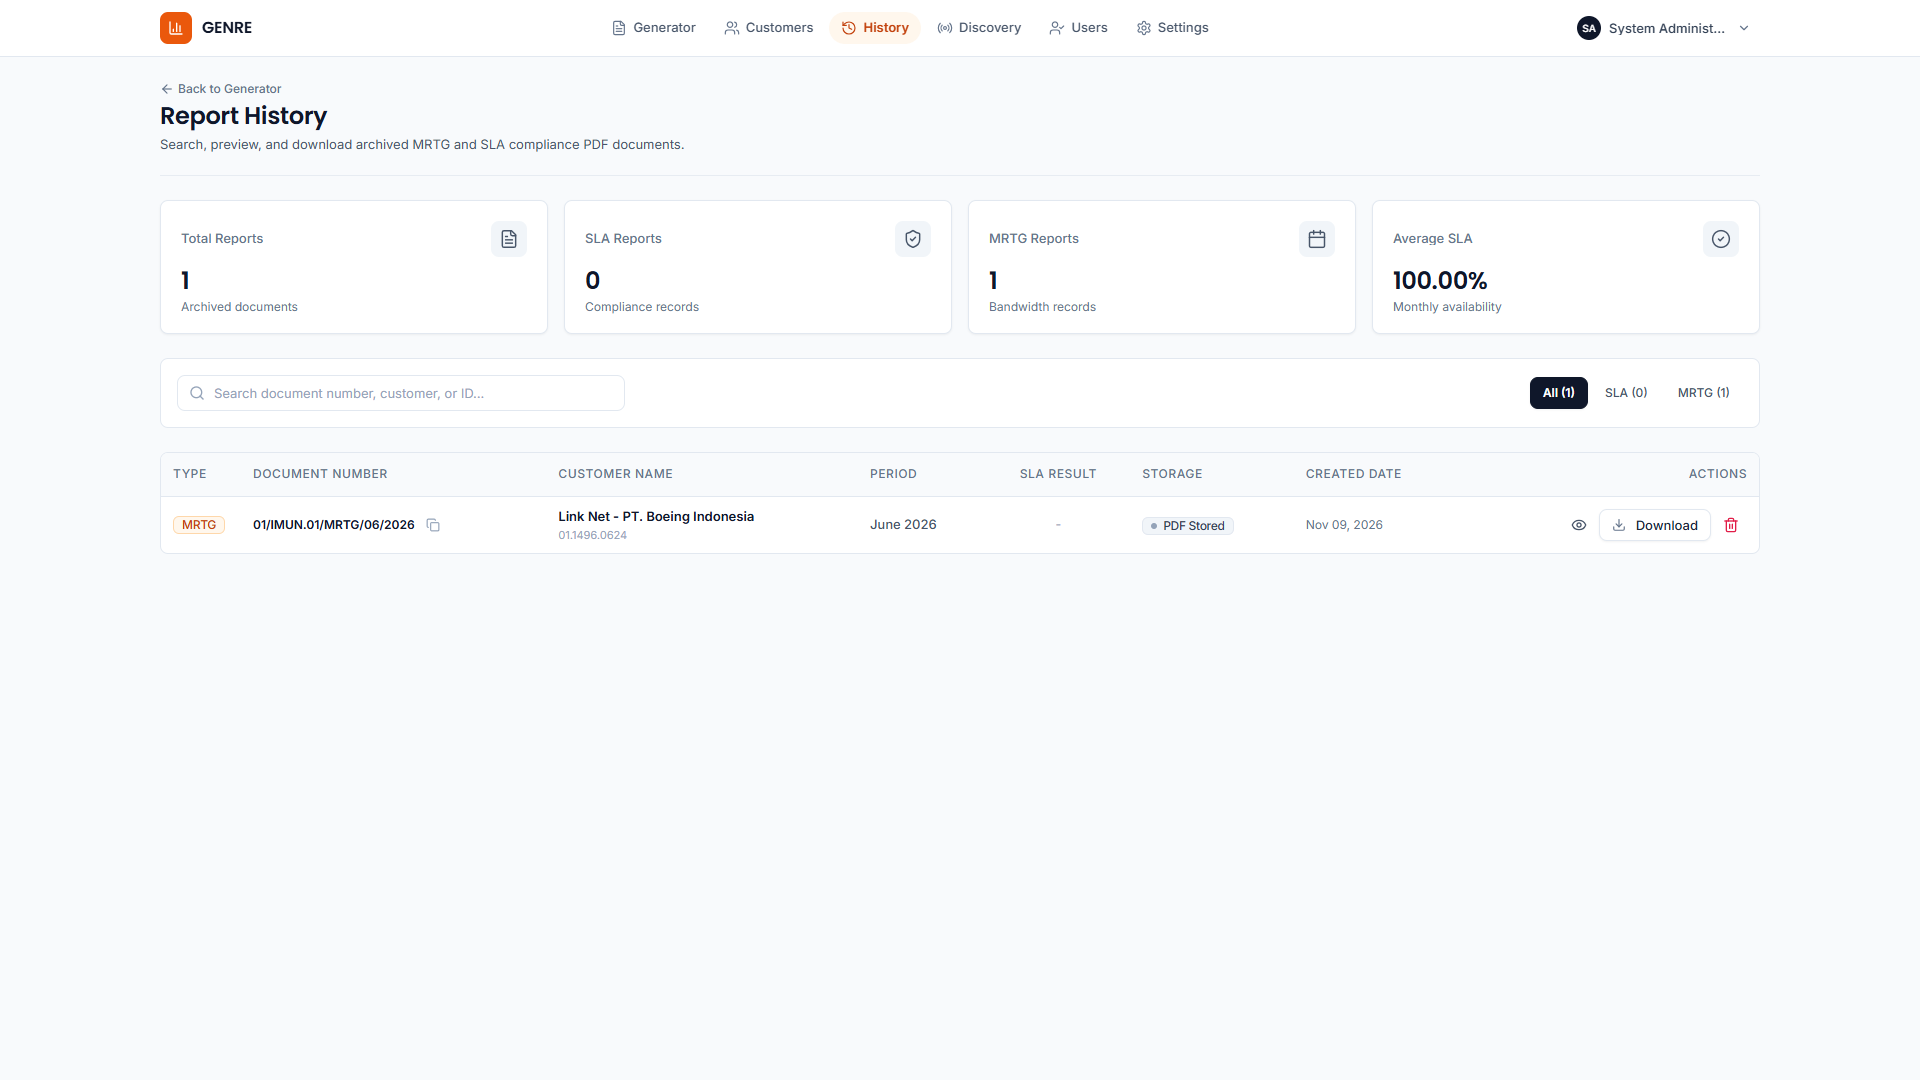 GENRE
Generator
Customers
History
Discovery
Users
Settings
SA
System Administ...
Back to Generator
Report History
Search, preview, and download archived MRTG and SLA compliance PDF documents.
Total Reports
1
Archived documents
SLA Reports
0
Compliance records
MRTG Reports
1
Bandwidth records
Average SLA
100.00%
Monthly availability
Search document number, customer, or ID...
All (1)
SLA (0)
MRTG (1)
TYPE DOCUMENT NUMBER CUSTOMER NAME PERIOD SLA RESULT STORAGE CREATED DATE ACTIONS
MRTG 01/IMUN.01/MRTG/06/2026 Link Net - PT. Boeing Indonesia June 2026 - PDF Stored Nov 09, 2026 Download
01.1496.0624